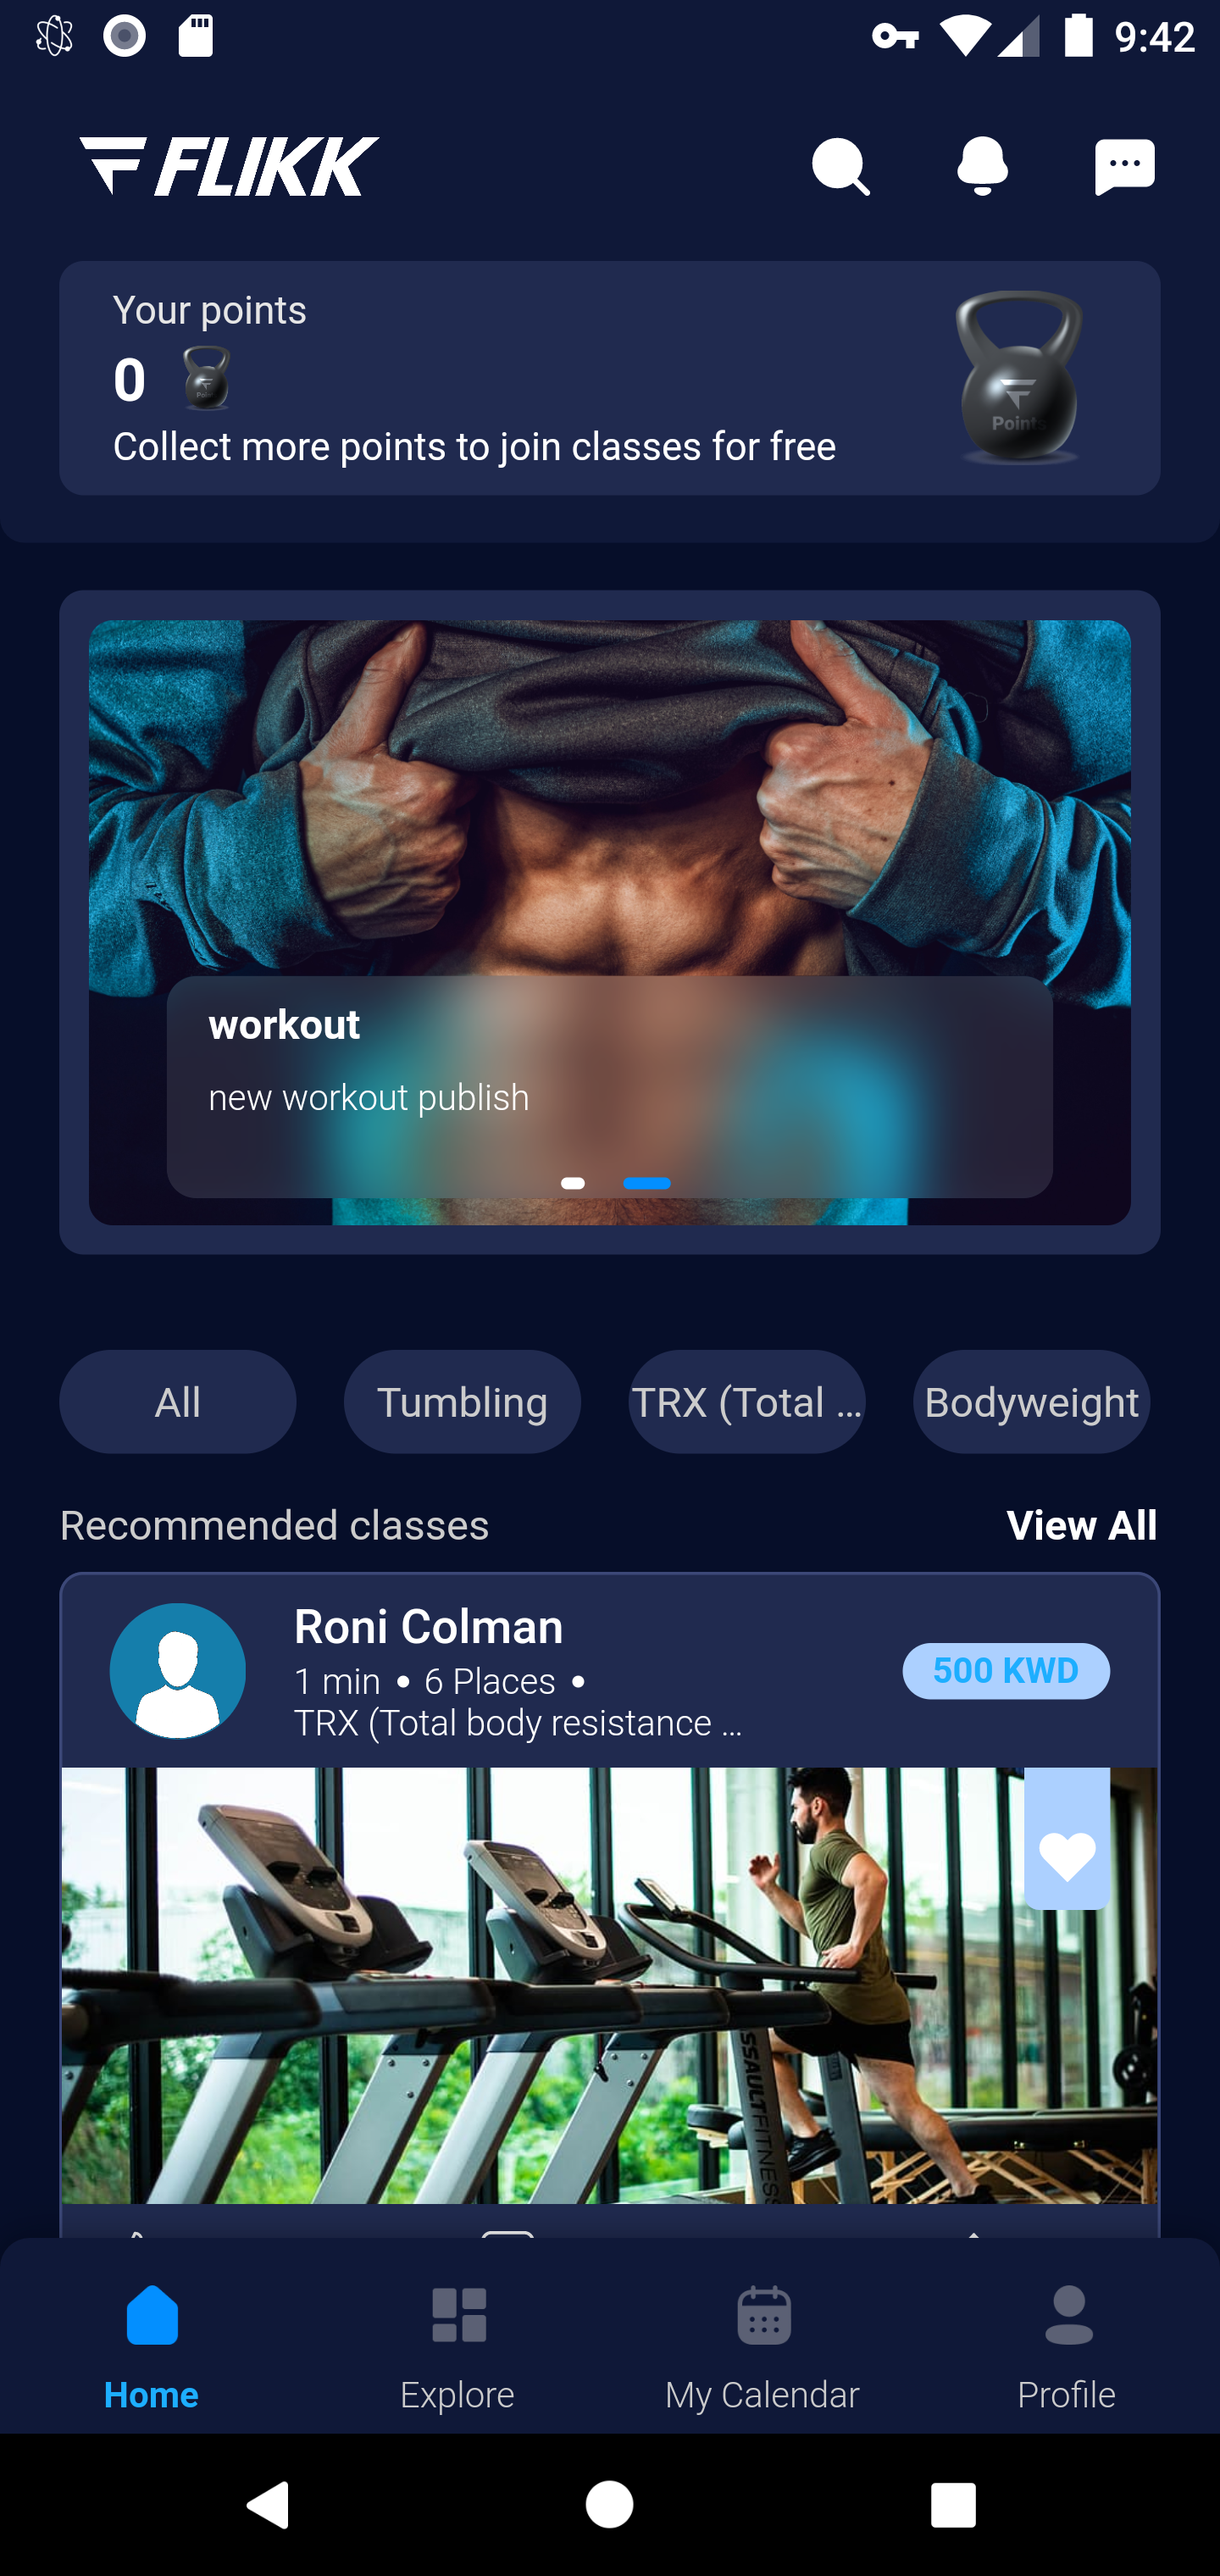 9:42
FLIKK
Your points
0
Collect more points to join classes for free
Points
workout
new workout publish
All
Tumbling
TRX (Total ...
Bodyweight
Recommended classes
View All
Roni Colman
1 min • 6 Places •
TRX (Total body resistance ...
500 KWD
SSAULTFITNESS
Home
Explore
My Calendar
Profile